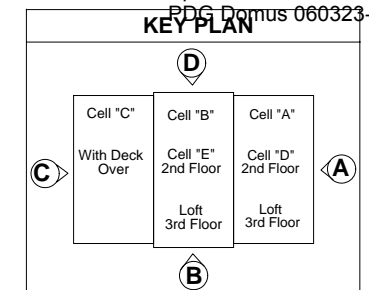 PDG Domus 060323-
KEY PLAN
D
Cell "C"
With Deck
Over
Cell "B"
Cell "E"
2nd Floor
Loft
3rd Floor
Cell "A"
Cell "D"
2nd Floor
Loft
3rd Floor
C
A
B